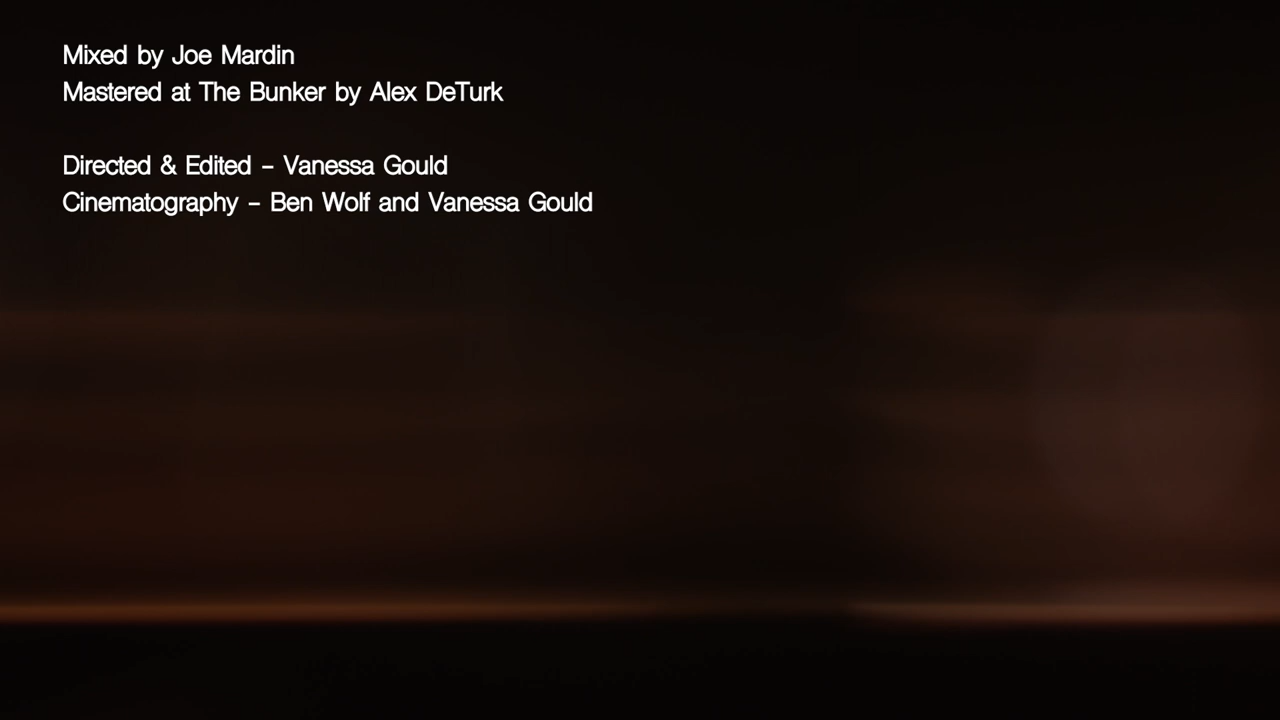 Mixed by Joe Mardin
Mastered at The Bunker by Alex DeTurk
Directed & Edited – Vanessa Gould
Cinematography – Ben Wolf and Vanessa Gould